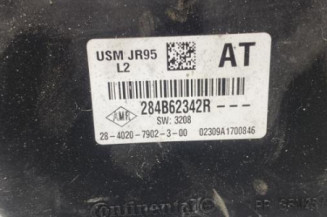 USM JR95
L2
AT
284B62342R---
SW: 3208
28-4020-7902-3-00 02309A1700846
Continental